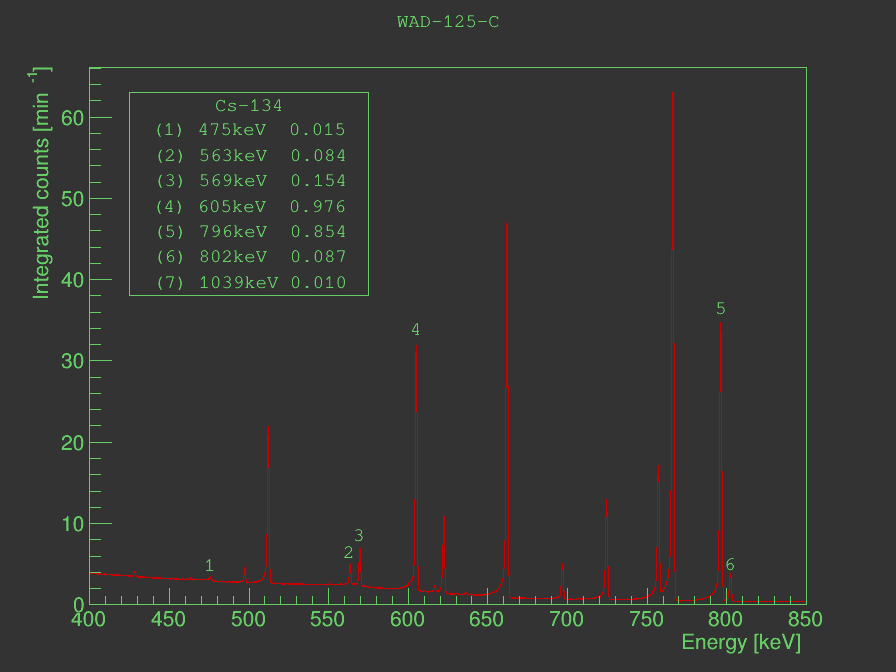 WAD-125-C
Integrated counts [min -1]
60
50
40
30
20
10
0
Cs-134
(1) 475keV 0.015
(2) 563keV 0.084
(3) 569keV 0.154
(4) 605keV 0.976
(5) 796keV 0.854
(6) 802keV 0.087
(7) 1039keV 0.010
5
4
3
2
1
6
400 450 500 550 600 650 700 750 800 850
Energy [keV]